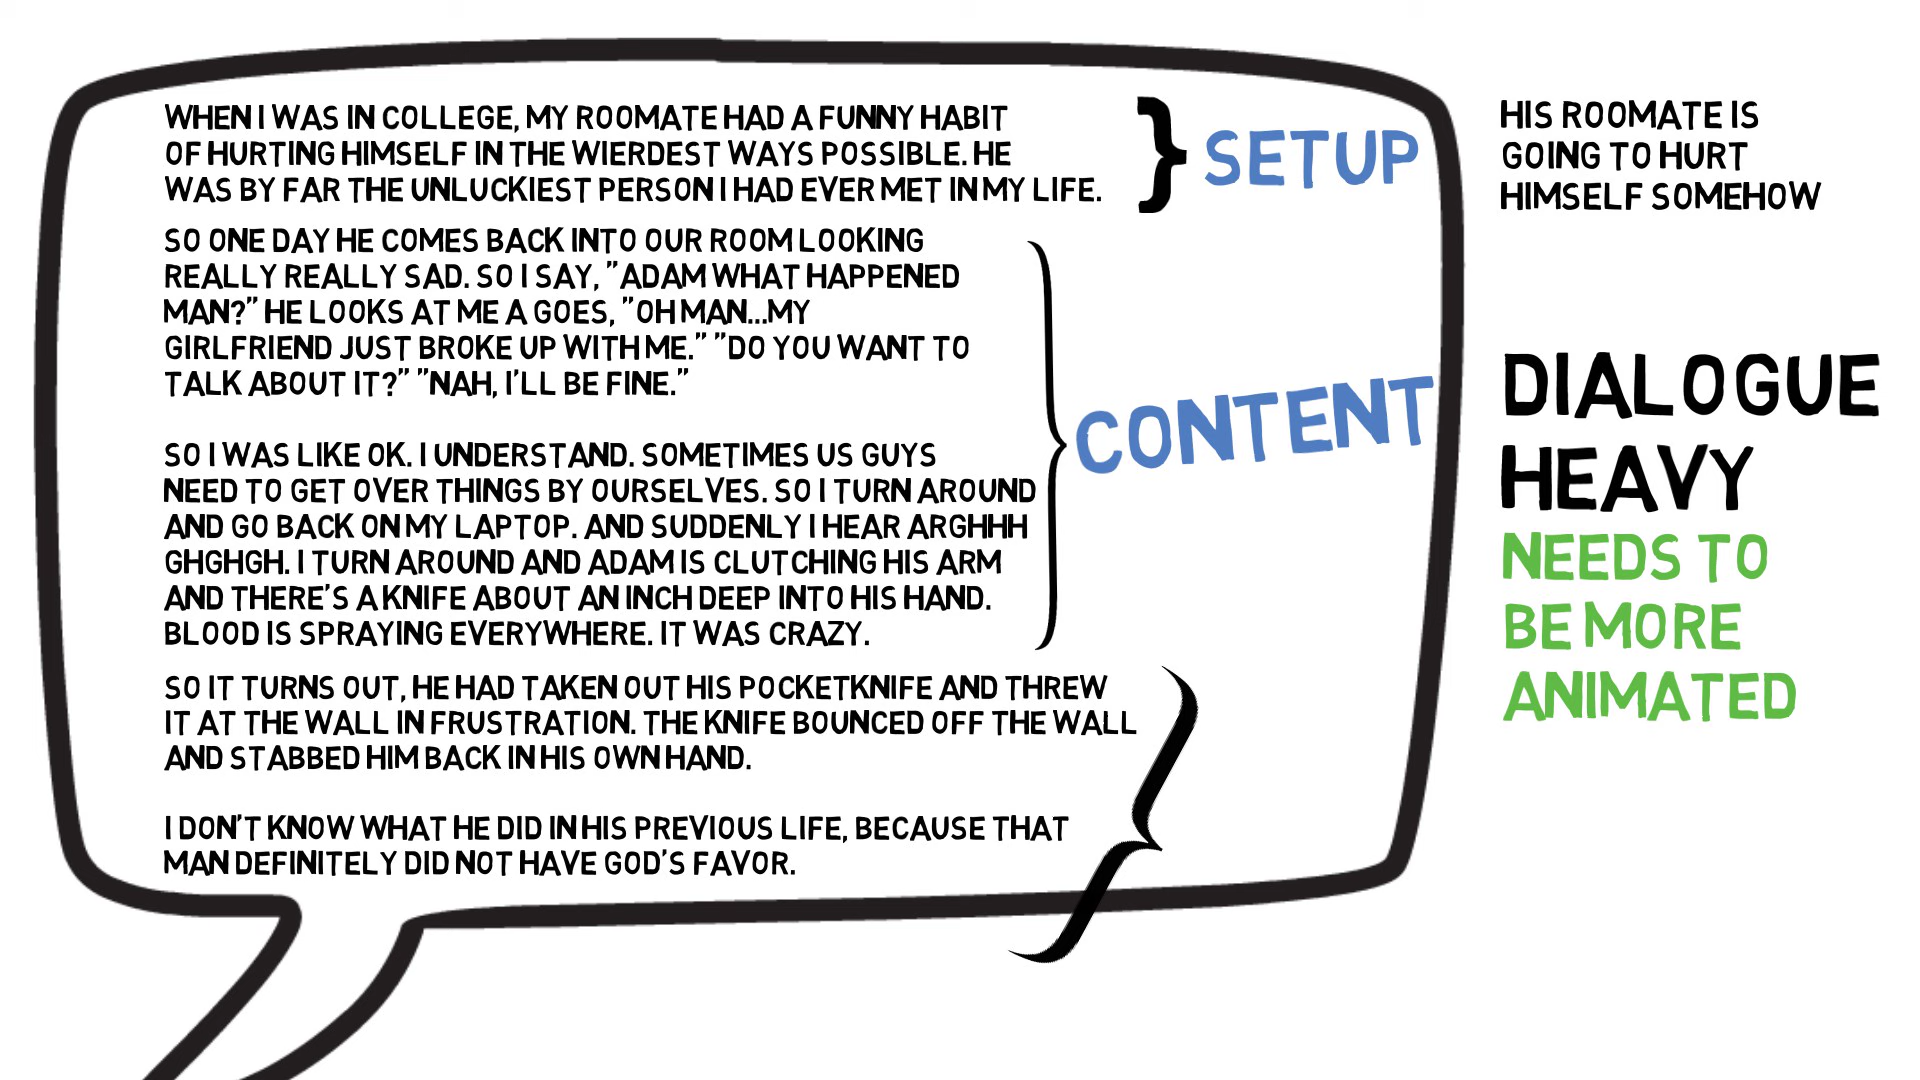 WHEN I WAS IN COLLEGE, MY ROOMATE HAD A FUNNY HABIT
OF HURTING HIMSELF IN THE WIERDEST WAYS POSSIBLE. HE
WAS BY FAR THE UNLUCKIEST PERSON I HAD EVER MET IN MY LIFE.
SETUP
HIS ROOMATE IS
GOING TO HURT
HIMSELF SOMEHOW
SO ONE DAY HE COMES BACK INTO OUR ROOM LOOKING
REALLY REALLY SAD. SO I SAY, "ADAM WHAT HAPPENED
MAN?" HE LOOKS AT ME A GOES, "OH MAN...MY
GIRLFRIEND JUST BROKE UP WITH ME." "DO YOU WANT TO
TALK ABOUT IT?" "NAH, I'LL BE FINE."
SO I WAS LIKE OK. I UNDERSTAND. SOMETIMES US GUYS
NEED TO GET OVER THINGS BY OURSELVES. SO I TURN AROUND
AND GO BACK ON MY LAPTOP. AND SUDDENLY I HEAR ARGHHH
GHGHGH. I TURN AROUND AND ADAM IS CLUTCHING HIS ARM
AND THERE'S A KNIFE ABOUT AN INCH DEEP INTO HIS HAND.
BLOOD IS SPRAYING EVERYWHERE. IT WAS CRAZY.
CONTENT
DIALOGUE
HEAVY
NEEDS TO
BE MORE
ANIMATED
SO IT TURNS OUT, HE HAD TAKEN OUT HIS POCKETKNIFE AND THREW
IT AT THE WALL IN FRUSTRATION. THE KNIFE BOUNCED OFF THE WALL
AND STABBED HIM BACK IN HIS OWN HAND.
I DON'T KNOW WHAT HE DID IN HIS PREVIOUS LIFE, BECAUSE THAT
MAN DEFINITELY DID NOT HAVE GOD'S FAVOR.